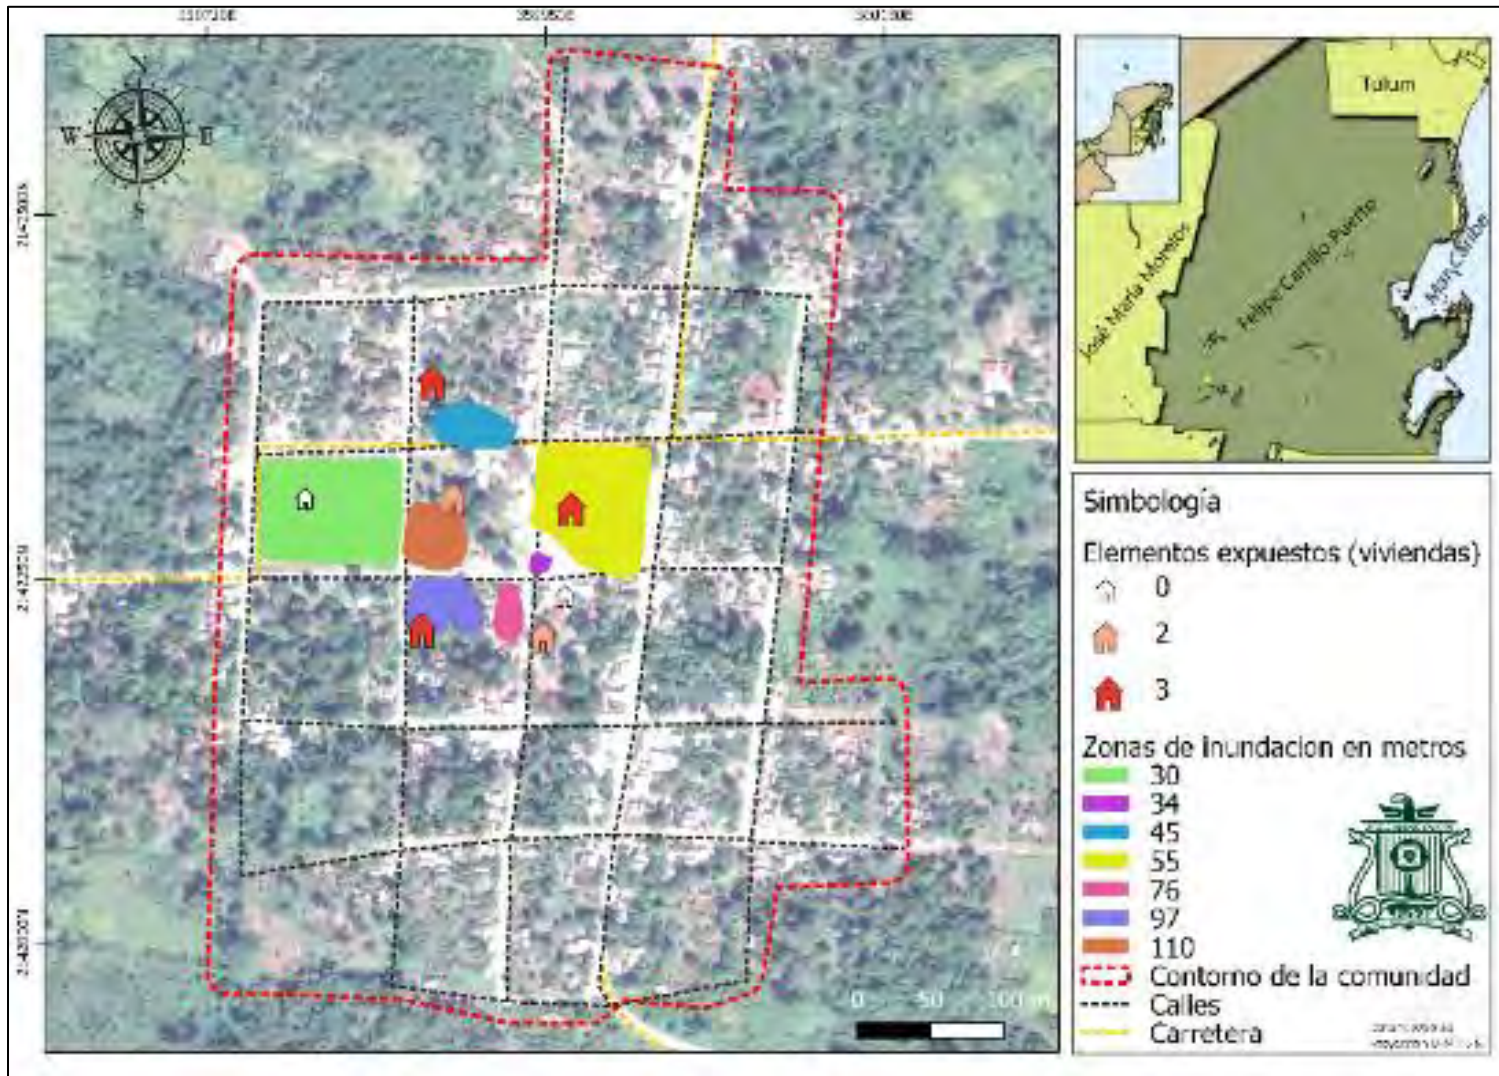 N
W
E
S
0 50 100 m
Tulum
José María Morelos
Felipe Carrillo Puerto
Mar Caribe
Simbología
Elementos expuestos (viviendas)
0
2
3
Zonas de inundacion en metros
30
34
45
55
76
97
110
Contorno de la comunidad
Calles
Carretera